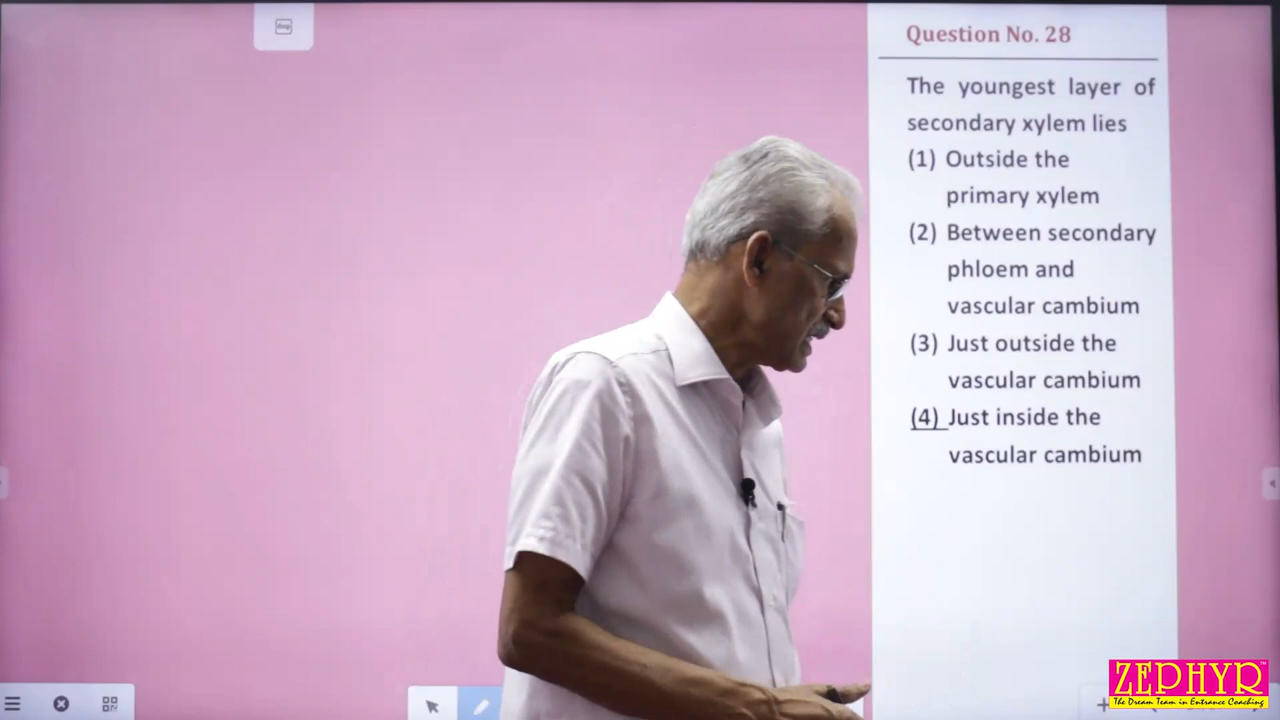 Question No. 28
The youngest layer of
secondary xylem lies
(1) Outside the
primary xylem
(2) Between secondary
phloem and
vascular cambium
(3) Just outside the
vascular cambium
(4) Just inside the
vascular cambium
ZEPHYR™
The Dream Team in Entrance Coaching